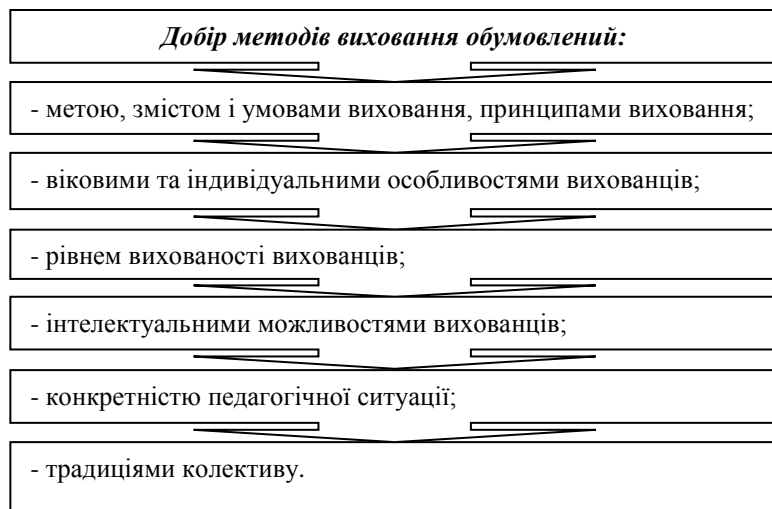 Добір методів виховання обумовлений:
- метою, змістом і умовами виховання, принципами виховання;
- віковими та індивідуальними особливостями вихованців;
- рівнем вихованості вихованців;
- інтелектуальними можливостями вихованців;
- конкретністю педагогічної ситуації;
- традиціями колективу.